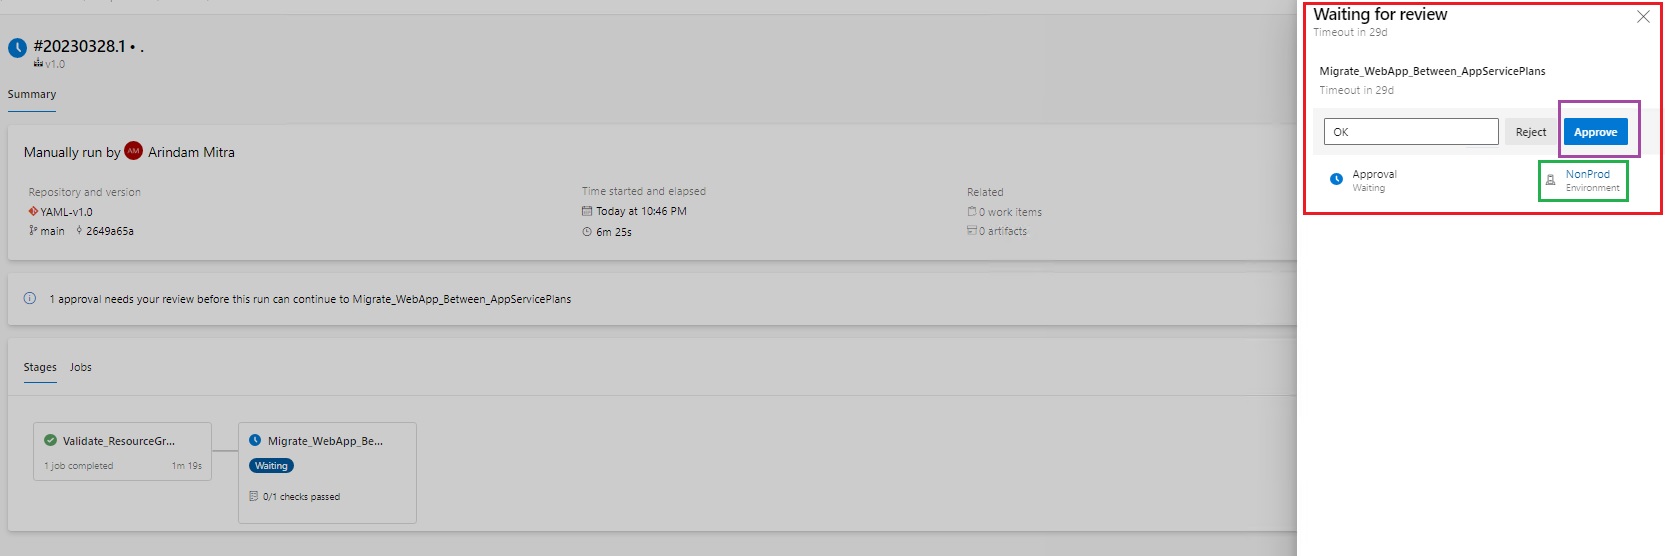 #20230328.1 • .
v1.0
Summary
Manually run by AM Arindam Mitra
Repository and version
YAML-v1.0
main 2649a65a
Time started and elapsed
Today at 10:46 PM
6m 25s
Related
0 work items
0 artifacts
1 approval needs your review before this run can continue to Migrate_WebApp_Between_AppServicePlans
Stages Jobs
Validate_ResourceGr...
1 job completed 1m 19s
Migrate_WebApp_Be...
Waiting
0/1 checks passed
Waiting for review
Timeout in 29d
Migrate_WebApp_Between_AppServicePlans
Timeout in 29d
OK Reject Approve
Approval
Waiting
NonProd
Environment